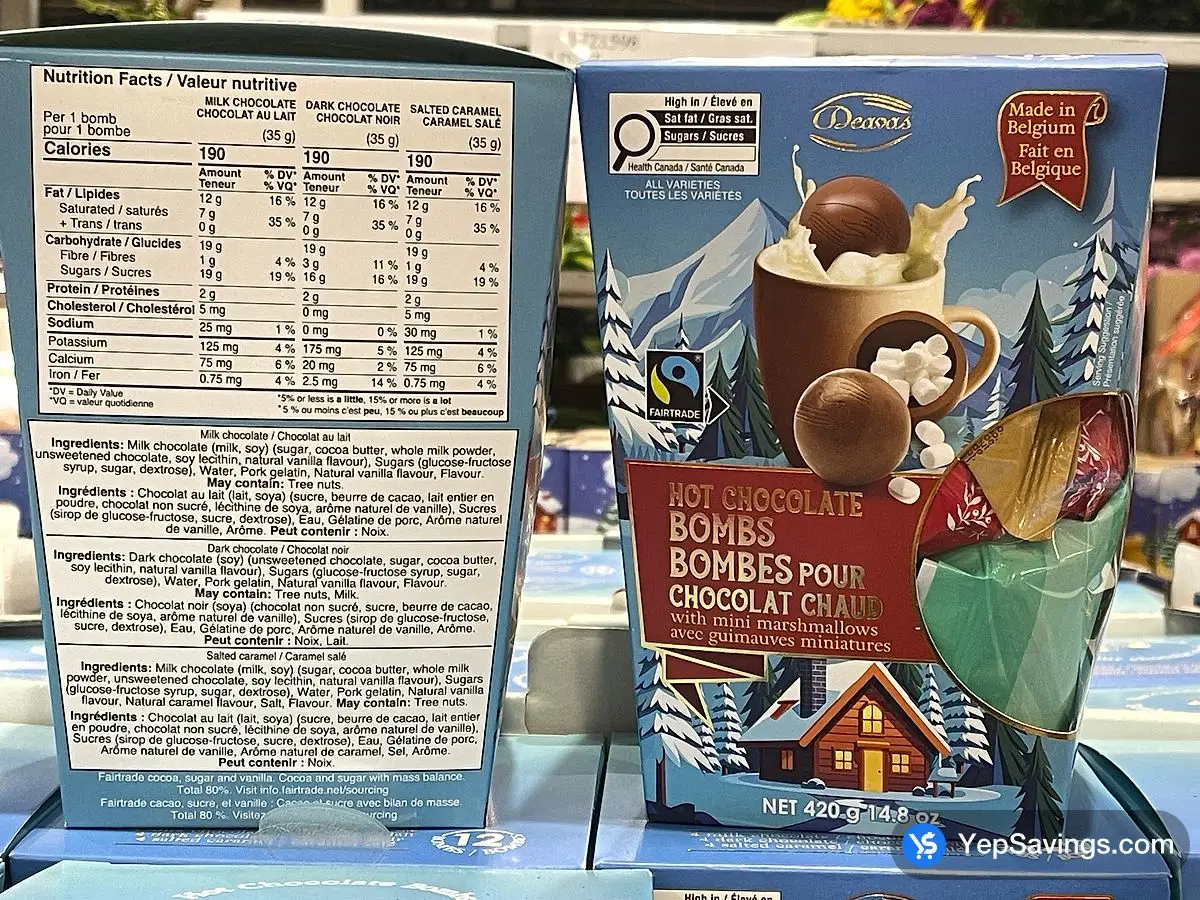 Nutrition Facts / Valeur nutritive
Per 1 bomb
pour 1 bombe
MILK CHOCOLATE
CHOCOLAT AU LAIT
(35 g)
DARK CHOCOLATE
CHOCOLAT NOIR
(35 g)
SALTED CARAMEL
CARAMEL SALÉ
(35 g)
Calories 190 190 190
Amount % DV* Amount % DV* Amount % DV*
Teneur % VQ* Teneur % VQ* Teneur % VQ*
Fat / Lipides 12 g 16 % 12 g 16 % 12 g 16 %
Saturated / saturés 7 g 35 % 7 g 35 % 7 g 35 %
+ Trans / trans 0 g 0 g 0 g
Carbohydrate / Glucides 19 g 19 g 19 g
Fibre / Fibres 1 g 4 % 3 g 11 % 1 g 4 %
Sugars / Sucres 19 g 19 % 16 g 16 % 19 g 19 %
Protein / Protéines 2 g 2 g 2 g
Cholesterol / Cholestérol 5 mg 0 mg 5 mg
Sodium 25 mg 1 % 0 mg 0 % 30 mg 1 %
Potassium 125 mg 4 % 175 mg 5 % 125 mg 4 %
Calcium 75 mg 6 % 20 mg 2 % 75 mg 6 %
Iron / Fer 0.75 mg 4 % 2.5 mg 14 % 0.75 mg 4 %
*DV = Daily Value
*VQ = valeur quotidienne
*5% or less is a little, 15% or more is a lot
*5 % ou moins c'est peu, 15 % ou plus c'est beaucoup
Milk chocolate / Chocolat au lait
Ingredients: Milk chocolate (milk, soy) (sugar, cocoa butter, whole milk powder,
unsweetened chocolate, soy lecithin, natural vanilla flavour), Sugars (glucose-fructose
syrup, sugar, dextrose), Water, Pork gelatin, Natural vanilla flavour, Flavour.
May contain: Tree nuts.
Ingrédients : Chocolat au lait (lait, soya) (sucre, beurre de cacao, lait entier en
poudre, chocolat non sucré, lécithine de soya, arôme naturel de vanille), Sucres
(sirop de glucose-fructose, sucre, dextrose), Eau, Gélatine de porc, Arôme naturel
de vanille, Arôme. Peut contenir : Noix.
Dark chocolate / Chocolat noir
Ingredients: Dark chocolate (soy) (unsweetened chocolate, sugar, cocoa butter,
soy lecithin, natural vanilla flavour), Sugars (glucose-fructose syrup, sugar,
dextrose), Water, Pork gelatin, Natural vanilla flavour, Flavour.
May contain: Tree nuts, Milk.
Ingrédients : Chocolat noir (soya) (chocolat non sucré, sucre, beurre de cacao,
lécithine de soya, arôme naturel de vanille), Sucres (sirop de glucose-fructose,
sucre, dextrose), Eau, Gélatine de porc, Arôme naturel de vanille, Arôme.
Peut contenir : Noix, Lait.
Salted caramel / Caramel salé
Ingredients: Milk chocolate (milk, soy) (sugar, cocoa butter, whole milk
powder, unsweetened chocolate, soy lecithin, natural vanilla flavour), Sugars
(glucose-fructose syrup, sugar, dextrose), Water, Pork gelatin, Natural vanilla
flavour, Natural caramel flavour, Salt, Flavour. May contain: Tree nuts.
Ingrédients : Chocolat au lait (lait, soya) (sucre, beurre de cacao, lait entier
en poudre, chocolat non sucré, lécithine de soya, arôme naturel de vanille),
Sucres (sirop de glucose-fructose, sucre, dextrose), Eau, Gélatine de porc,
Arôme naturel de vanille, Arôme naturel de caramel, Sel, Arôme.
Peut contenir : Noix.
Fairtrade cocoa, sugar and vanilla. Cocoa and sugar with mass balance.
Total 80%. Visit info.fairtrade.net/sourcing
Fairtrade cacao, sucre, et vanille : Cacao et sucre avec bilan de masse.
Total 80 %.
12
High in / Élevé en
Sat fat / Gras sat.
Sugars / Sucres
Health Canada / Santé Canada
ALL VARIETIES
TOUTES LES VARIÉTÉS
Deavas
Made in
Belgium
Fait en
Belgique
Serving Suggestion /
Présentation suggérée
FAIRTRADE
HOT CHOCOLATE
BOMBS
BOMBES POUR
CHOCOLAT CHAUD
with mini marshmallows
avec guimauves miniatures
NET 420 g 14.8 oz
YepSavings.com
Hot Chocolate
High in / Élevé en